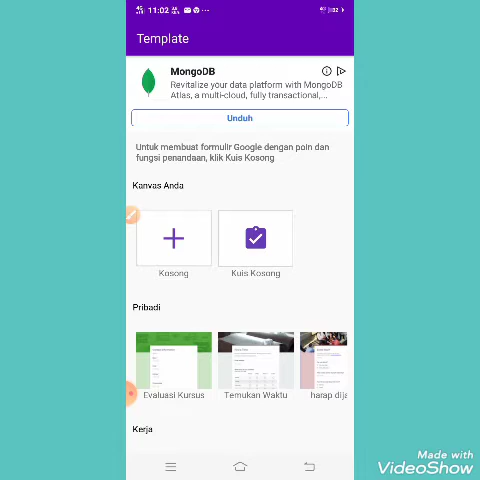 11:02
Template
MongoDB
Revitalize your data platform with MongoDB
Atlas, a multi-cloud, fully transactional,...
Unduh
Untuk membuat formulir Google dengan poin dan
fungsi penandaan, klik Kuis Kosong
Kanvas Anda
Kosong
Kuis Kosong
Pribadi
Evaluasi Kursus
Temukan Waktu
harap dija
Kerja
Made with
VideoShow